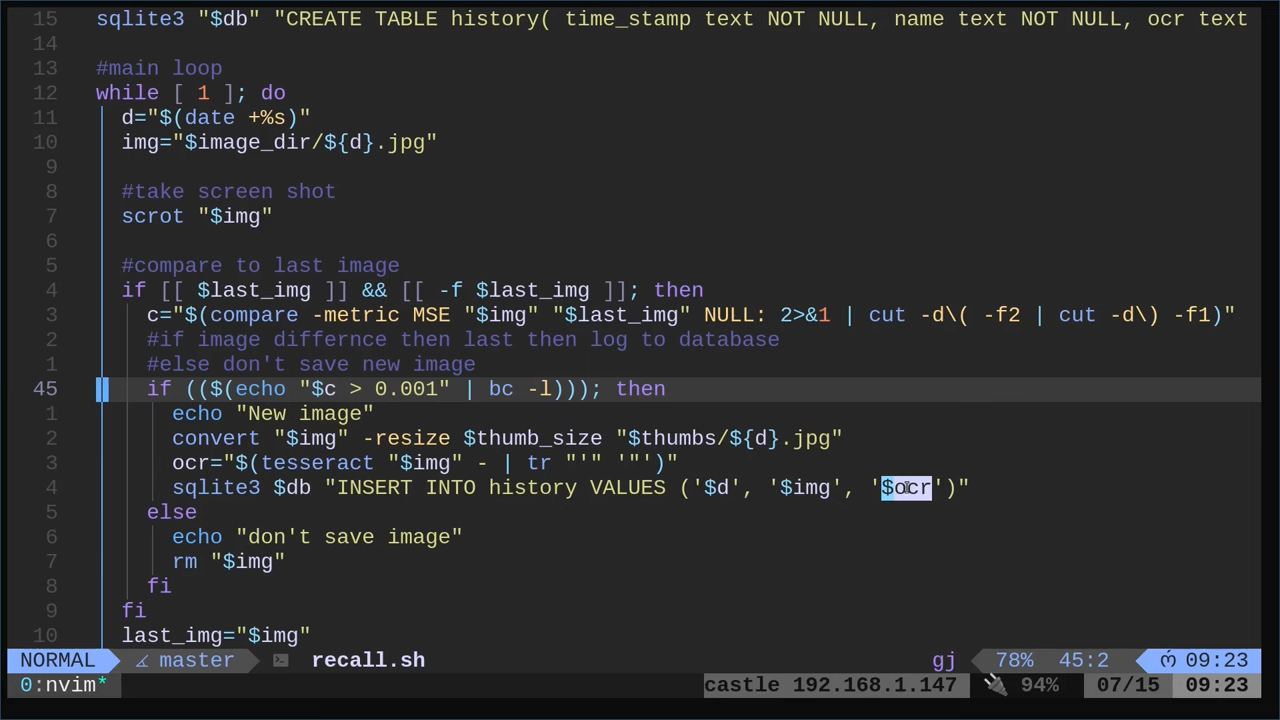 15 sqlite3 "$db" "CREATE TABLE history( time_stamp text NOT NULL, name text NOT NULL, ocr text
14
13 #main loop
12 while [ 1 ]; do
11 d="$(date +%s)"
10 img="$image_dir/${d}.jpg"
9
8 #take screen shot
7 scrot "$img"
6
5 #compare to last image
4 if [[ $last_img ]] && [[ -f $last_img ]]; then
3 c="$(compare -metric MSE "$img" "$last_img" NULL: 2>&1 | cut -d\( -f2 | cut -d\) -f1)"
2 #if image differnce then last then log to database
1 #else don't save new image
45 if (($(echo "$c > 0.001" | bc -l))); then
1 echo "New image"
2 convert "$img" -resize $thumb_size "$thumbs/${d}.jpg"
3 ocr="$(tesseract "$img" - | tr "'" '"')"
4 sqlite3 $db "INSERT INTO history VALUES ('$d', '$img', '$ocr')"
5 else
6 echo "don't save image"
7 rm "$img"
8 fi
9 fi
10 last_img="$img"
NORMAL master recall.sh gj 78% 45:2 09:23
0:nvim* castle 192.168.1.147 94% 07/15 09:23